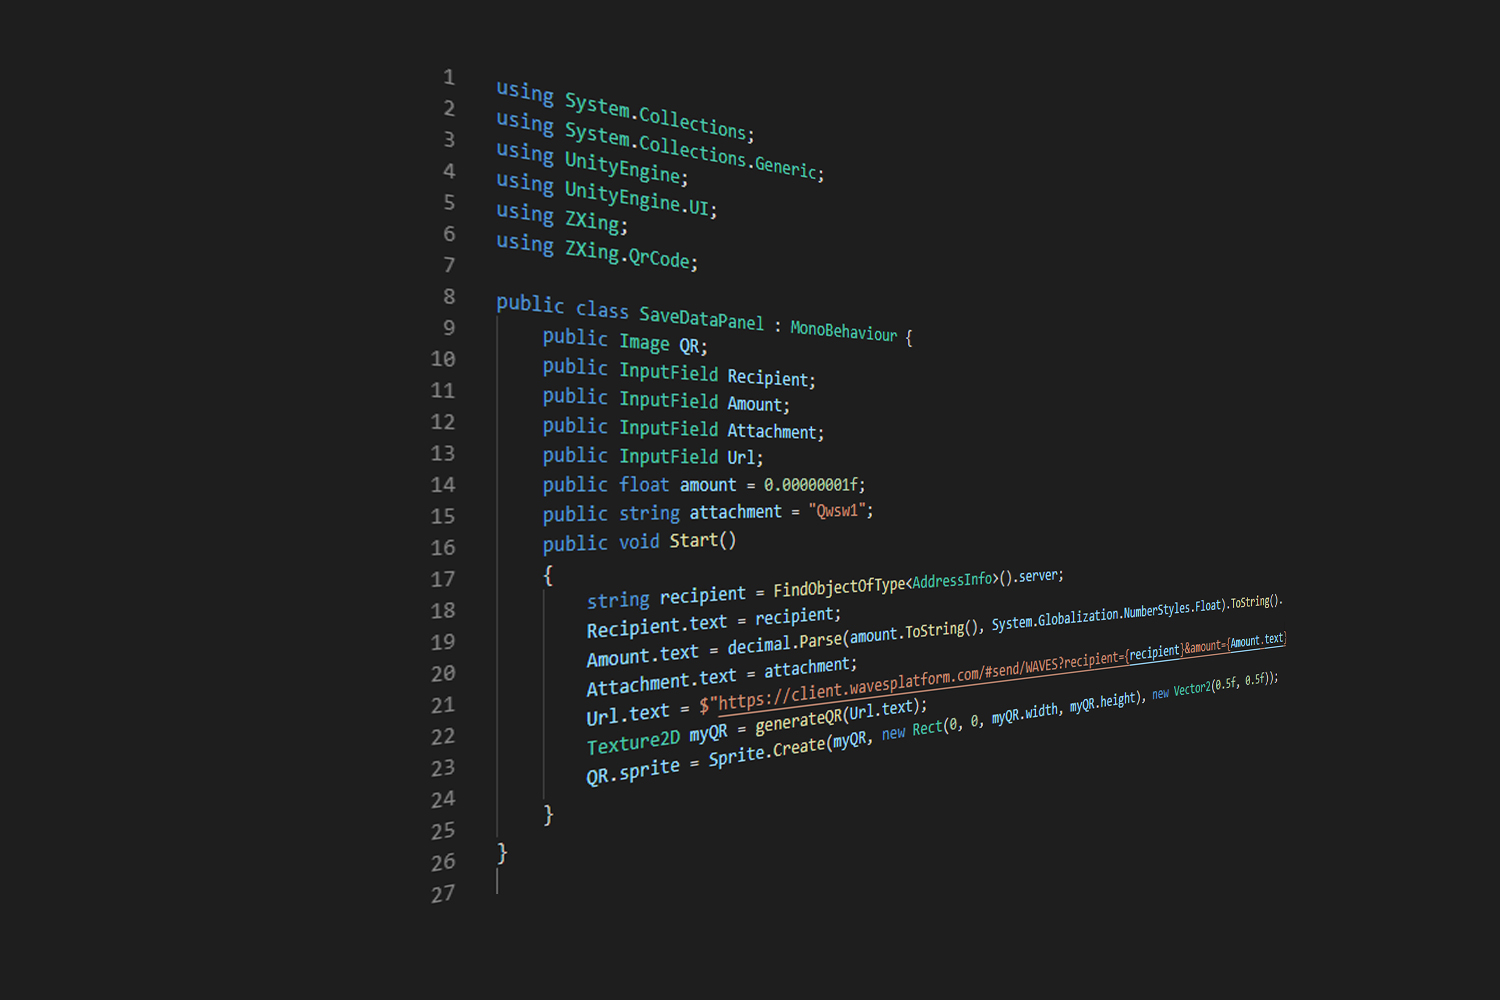 1 using System.Collections;
2 using System.Collections.Generic;
3 using UnityEngine;
4 using UnityEngine.UI;
5 using ZXing;
6 using ZXing.QrCode;
7
8 public class SaveDataPanel : MonoBehaviour {
9 public Image QR;
10 public InputField Recipient;
11 public InputField Amount;
12 public InputField Attachment;
13 public InputField Url;
14 public float amount = 0.00000001f;
15 public string attachment = "Qwsw1";
16 public void Start()
17 {
18 string recipient = FindObjectOfType<AddressInfo>().server;
19 Recipient.text = recipient;
20 Amount.text = decimal.Parse(amount.ToString(), System.Globalization.NumberStyles.Float).ToString().
21 Attachment.text = attachment;
22 Url.text = $"https://client.wavesplatform.com/#send/WAVES?recipient={recipient}&amount={Amount.text}
23 Texture2D myQR = generateQR(Url.text);
24 QR.sprite = Sprite.Create(myQR, new Rect(0, 0, myQR.width, myQR.height), new Vector2(0.5f, 0.5f));
25 }
26 }
27